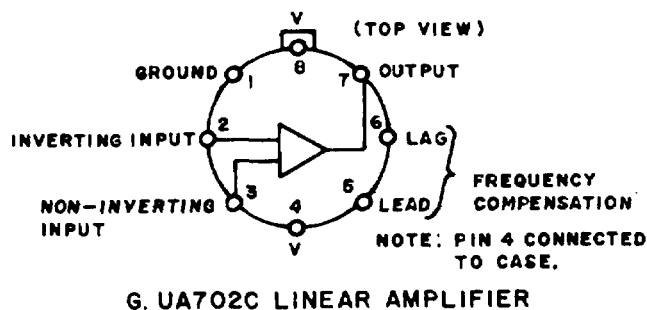 V
(TOP VIEW)
8
GROUND
1
7
OUTPUT
INVERTING INPUT
2
6
LAG
NON-INVERTING
INPUT
3
4
5
LEAD
V
FREQUENCY
COMPENSATION
NOTE: PIN 4 CONNECTED
TO CASE.
G. UA702C LINEAR AMPLIFIER